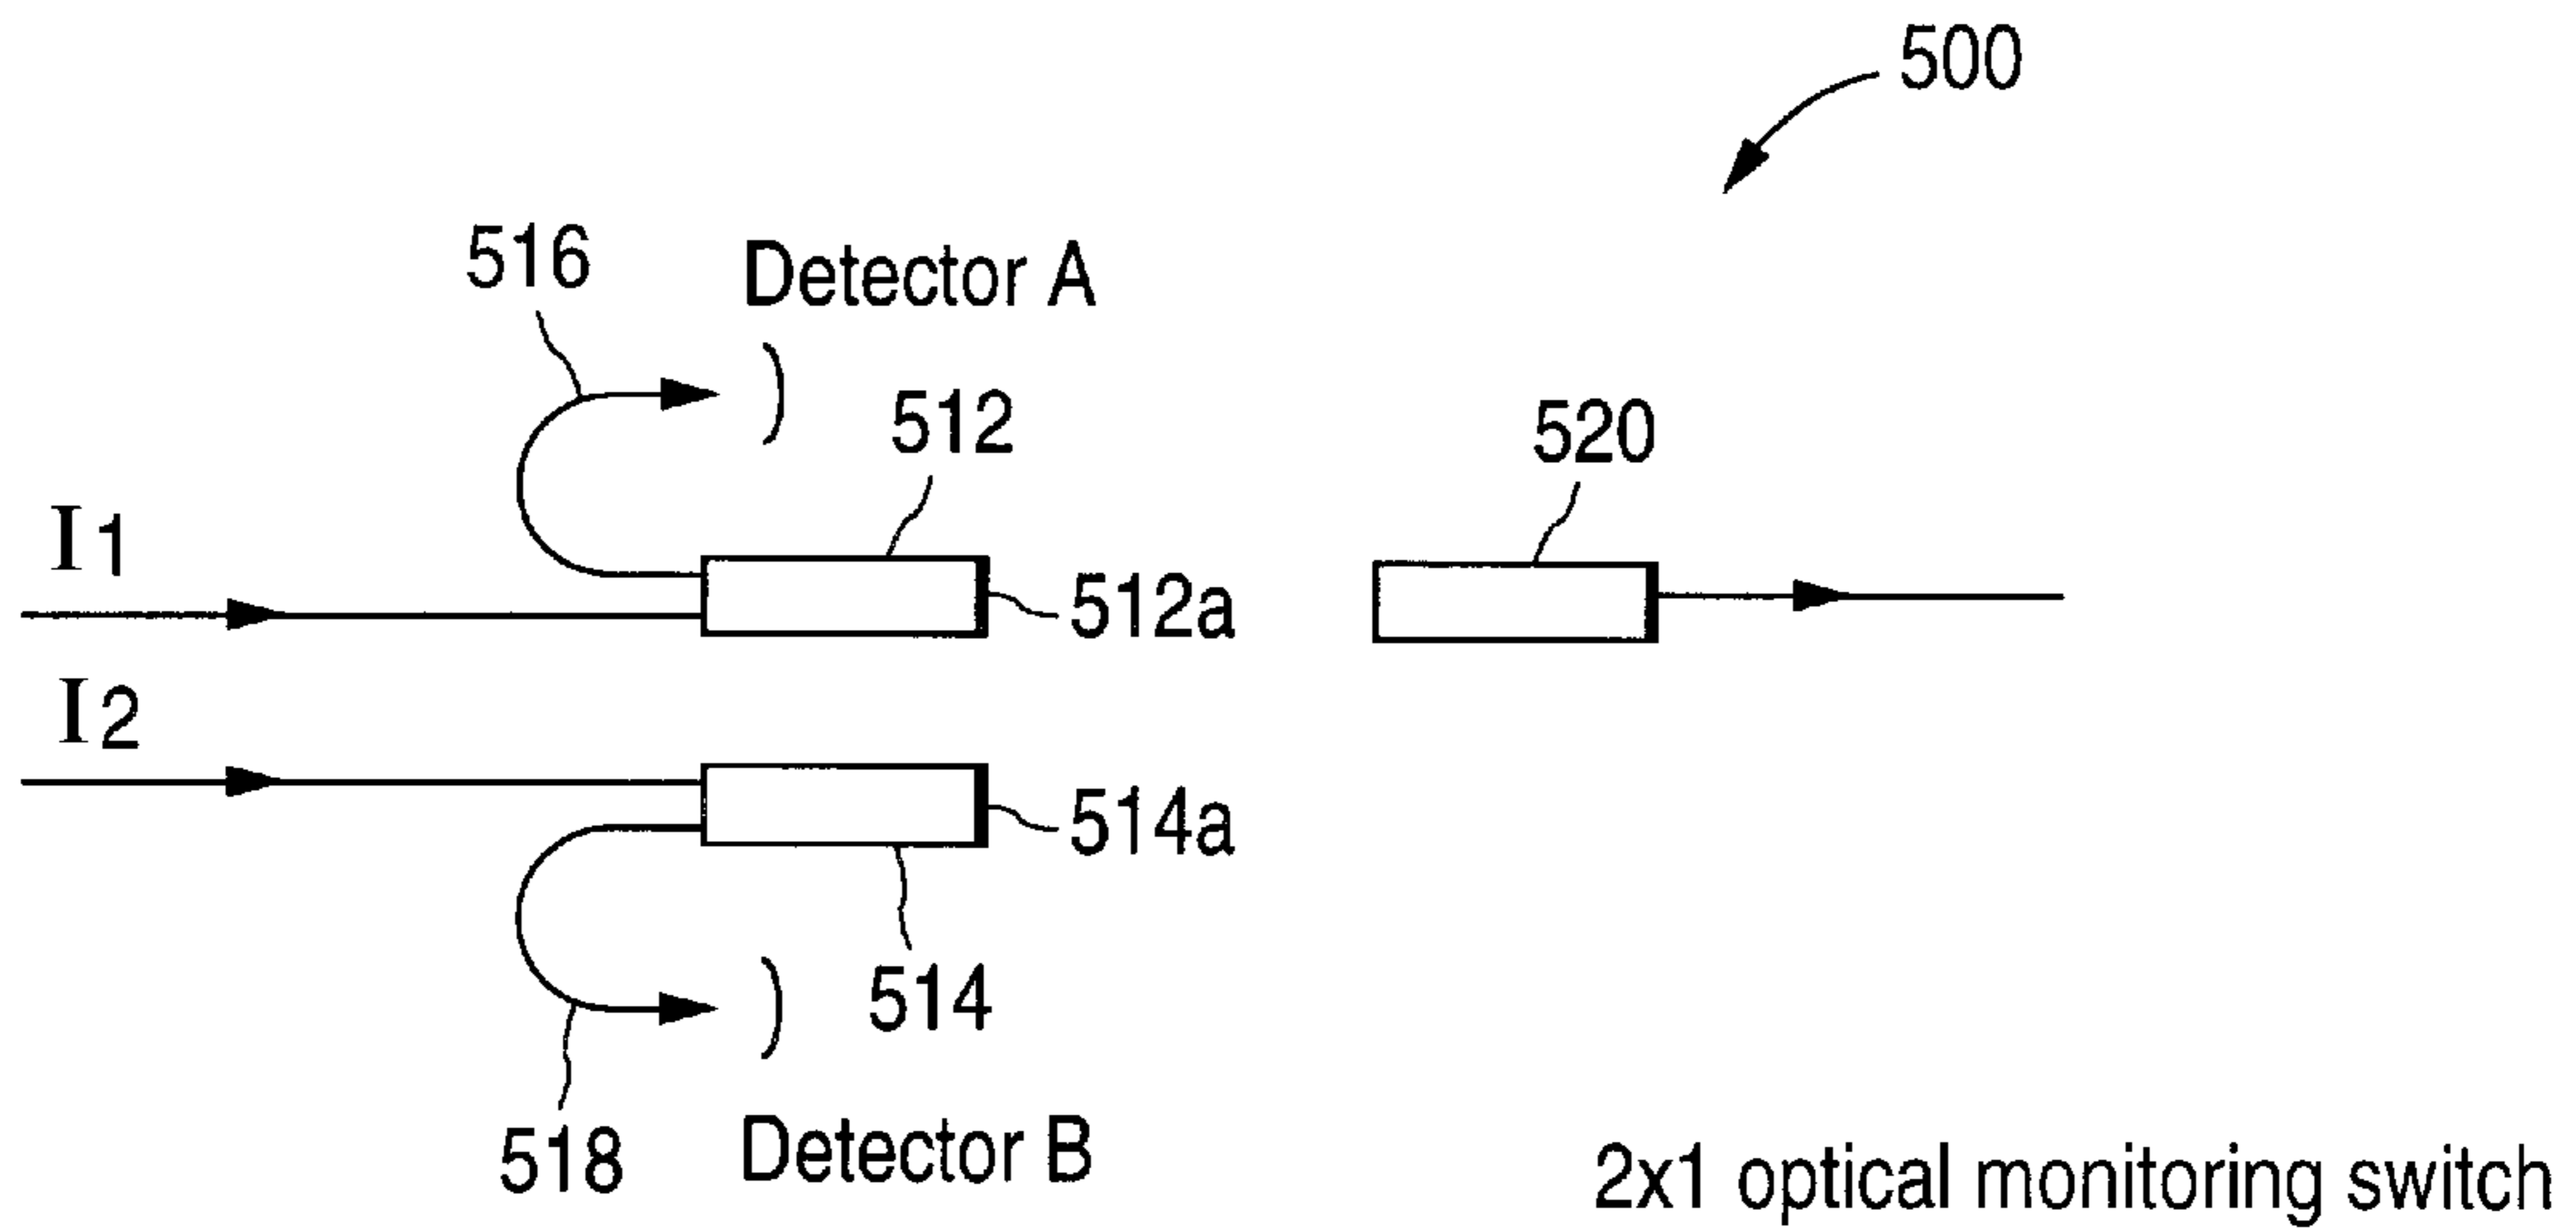 500
516
Detector A
512
520
I1
512a
I2
514a
514
518
Detector B
2x1 optical monitoring switch